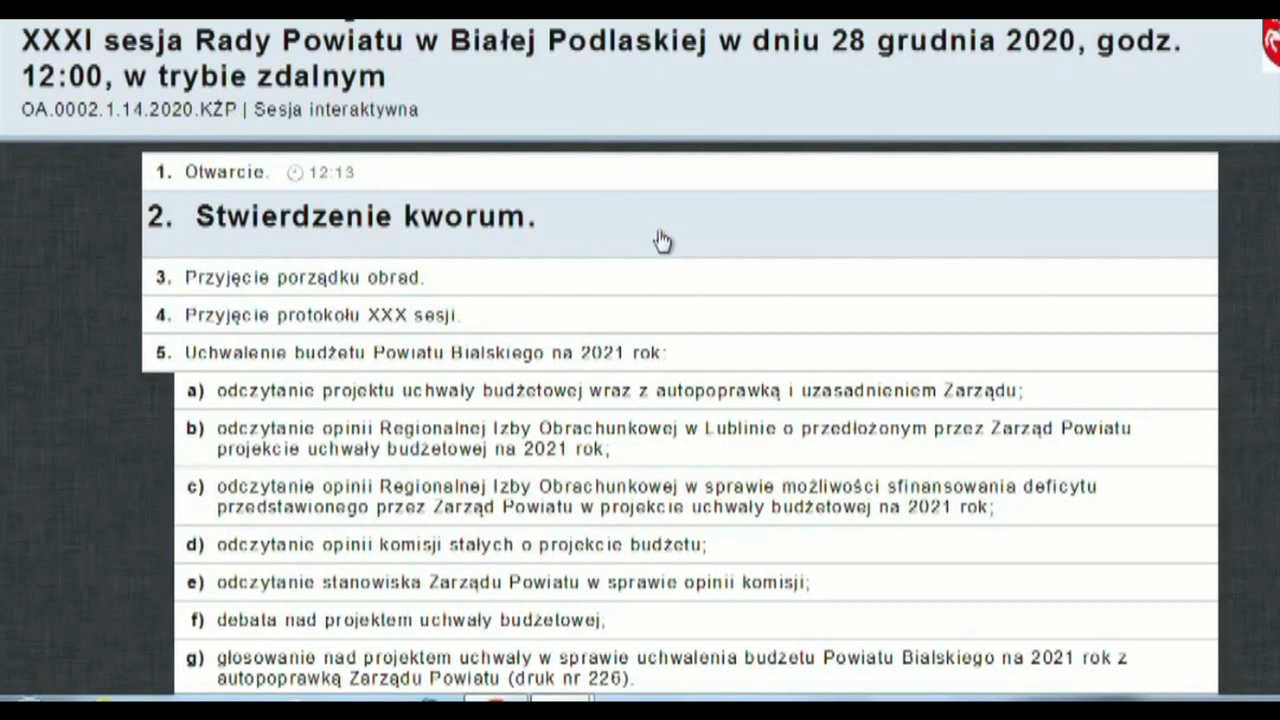 XXXI sesja Rady Powiatu w Białej Podlaskiej w dniu 28 grudnia 2020, godz.
12:00, w trybie zdalnym
OA.0002.1.14.2020.KŻP | Sesja interaktywna
1. Otwarcie. 12:13
2. Stwierdzenie kworum.
3. Przyjęcie porządku obrad.
4. Przyjęcie protokołu XXX sesji.
5. Uchwalenie budżetu Powiatu Bialskiego na 2021 rok:
a) odczytanie projektu uchwały budżetowej wraz z autopoprawką i uzasadnieniem Zarządu;
b) odczytanie opinii Regionalnej Izby Obrachunkowej w Lublinie o przedłożonym przez Zarząd Powiatu
projekcie uchwały budżetowej na 2021 rok;
c) odczytanie opinii Regionalnej Izby Obrachunkowej w sprawie możliwości sfinansowania deficytu
przedstawionego przez Zarząd Powiatu w projekcie uchwały budżetowej na 2021 rok;
d) odczytanie opinii komisji stałych o projekcie budżetu;
e) odczytanie stanowiska Zarządu Powiatu w sprawie opinii komisji;
f) debata nad projektem uchwały budżetowej;
g) głosowanie nad projektem uchwały w sprawie uchwalenia budżetu Powiatu Bialskiego na 2021 rok z
autopoprawką Zarządu Powiatu (druk nr 226).